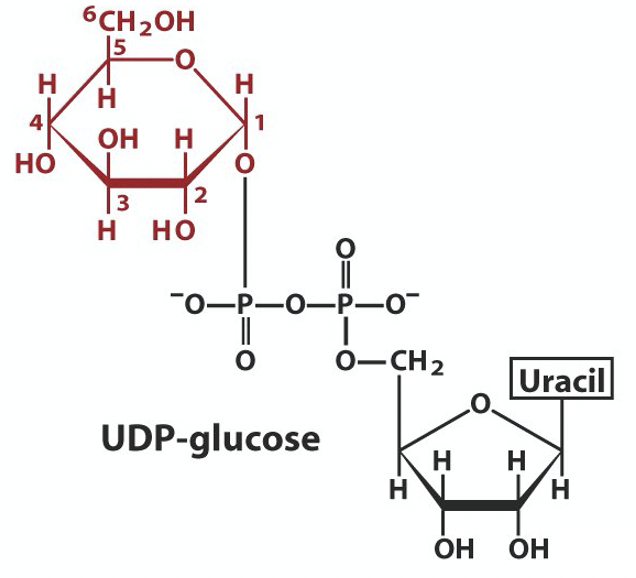 ⁶CH₂OH
5
O
H
H
H
4
1
OH
H
HO
O
3
2
H
HO
O
⁻O—P—O—P—O⁻
O
O—CH₂
Uracil
O
UDP-glucose
H
H
H
H
OH
OH